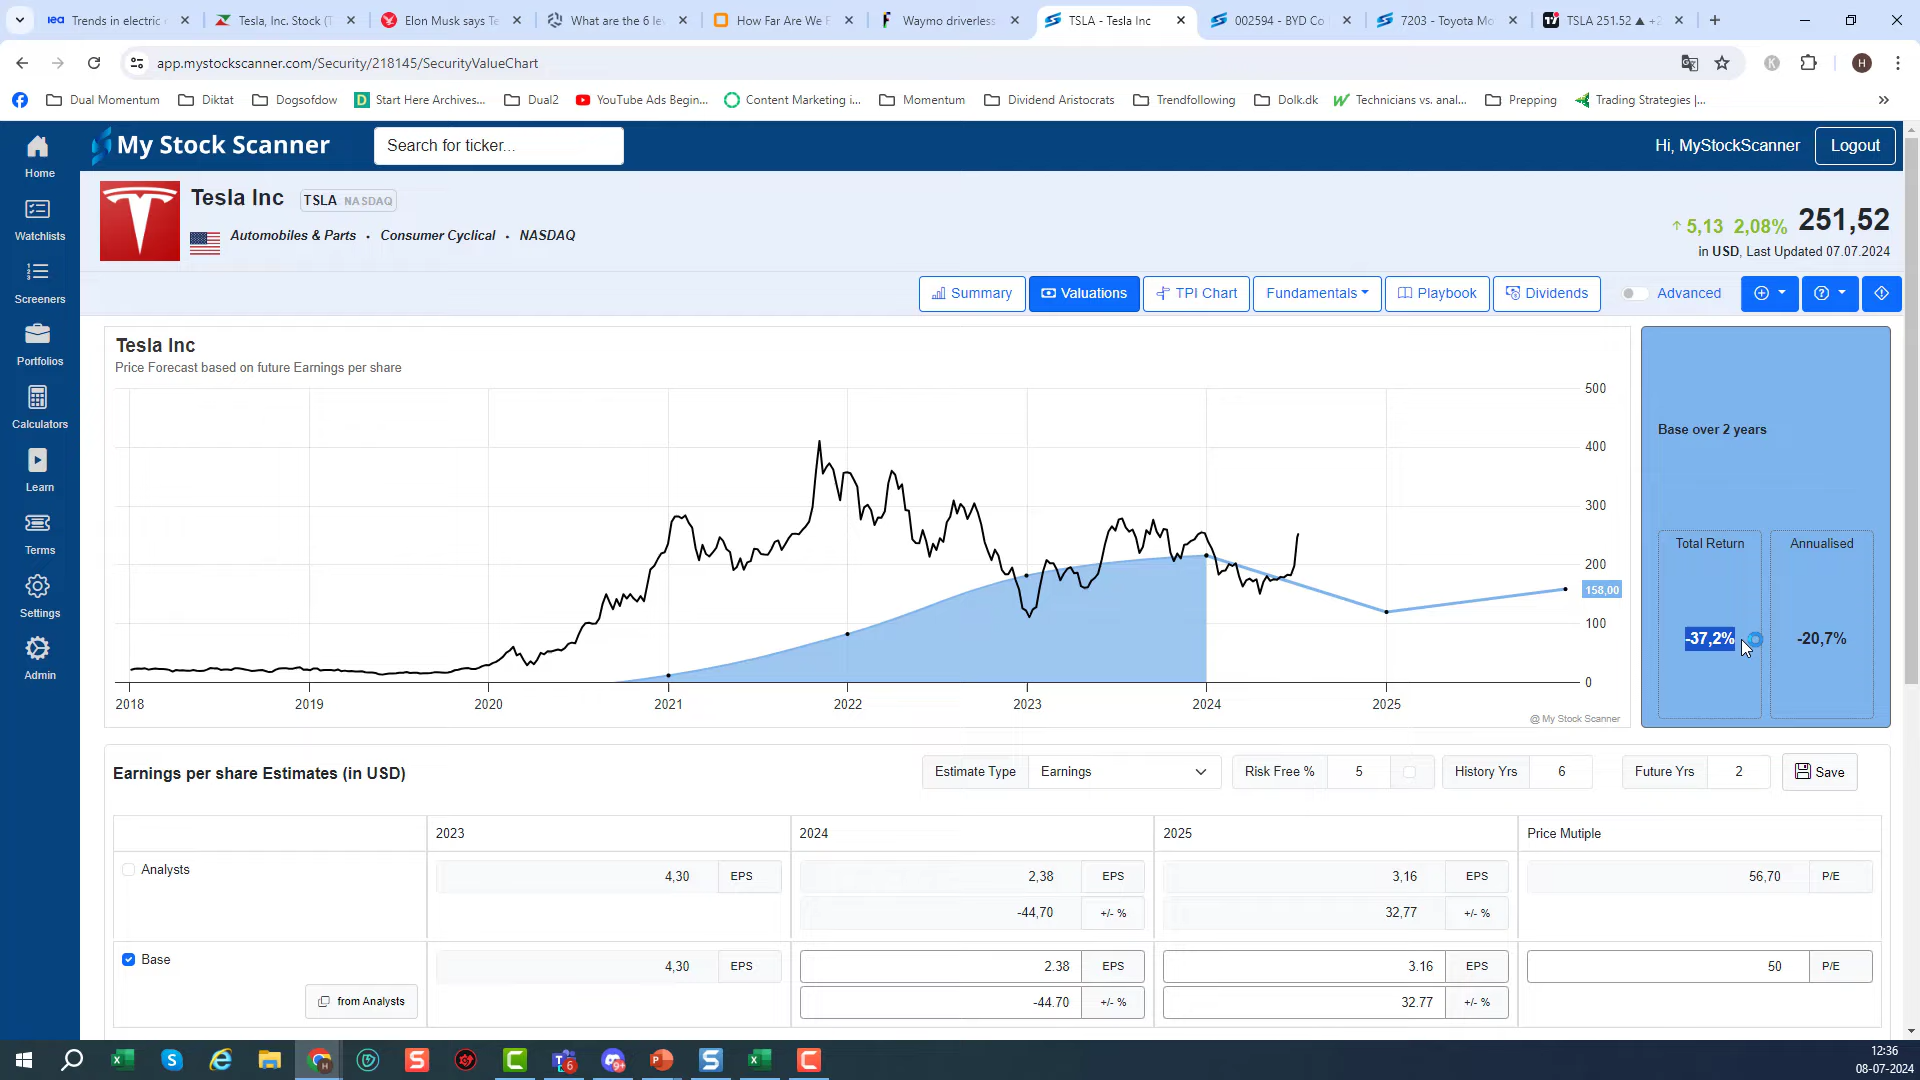 Trends in electric
Tesla, Inc. Stock (T
Elon Musk says Te
What are the 6 le
How Far Are We F
Waymo driverless
TSLA - Tesla Inc
002594 - BYD Co
7203 - Toyota Mo
TSLA 251.52 ▲ +2
app.mystockscanner.com/Security/218145/SecurityValueChart
Dual Momentum
Diktat
Dogsofdow
Start Here Archives...
Dual2
YouTube Ads Begin...
Content Marketing i...
Momentum
Dividend Aristocrats
Trendfollowing
Dolk.dk
Technicians vs. anal...
Prepping
Trading Strategies |...
My Stock Scanner
Search for ticker...
Hi, MyStockScanner
Logout
Home
Watchlists
Screeners
Portfolios
Calculators
Learn
Terms
Settings
Admin
Tesla Inc
TSLA NASDAQ
Automobiles & Parts • Consumer Cyclical • NASDAQ
↑ 5,13 2,08% 251,52
in USD, Last Updated 07.07.2024
Summary
Valuations
TPI Chart
Fundamentals
Playbook
Dividends
Advanced
Tesla Inc
Price Forecast based on future Earnings per share
500
400
300
200
158,00
100
0
2018 2019 2020 2021 2022 2023 2024 2025
@ My Stock Scanner
Base over 2 years
Total Return
Annualised
-37,2%
-20,7%
Earnings per share Estimates (in USD)
Estimate Type Earnings
Risk Free % 5
History Yrs 6
Future Yrs 2
Save
2023 2024 2025 Price Mutiple
Analysts
4,30 EPS
2,38 EPS
3,16 EPS
56,70 P/E
-44,70 +/- %
32,77 +/- %
Base
4,30 EPS
2.38 EPS
3.16 EPS
50 P/E
from Analysts
-44.70 +/- %
32.77 +/- %
12:36
08-07-2024